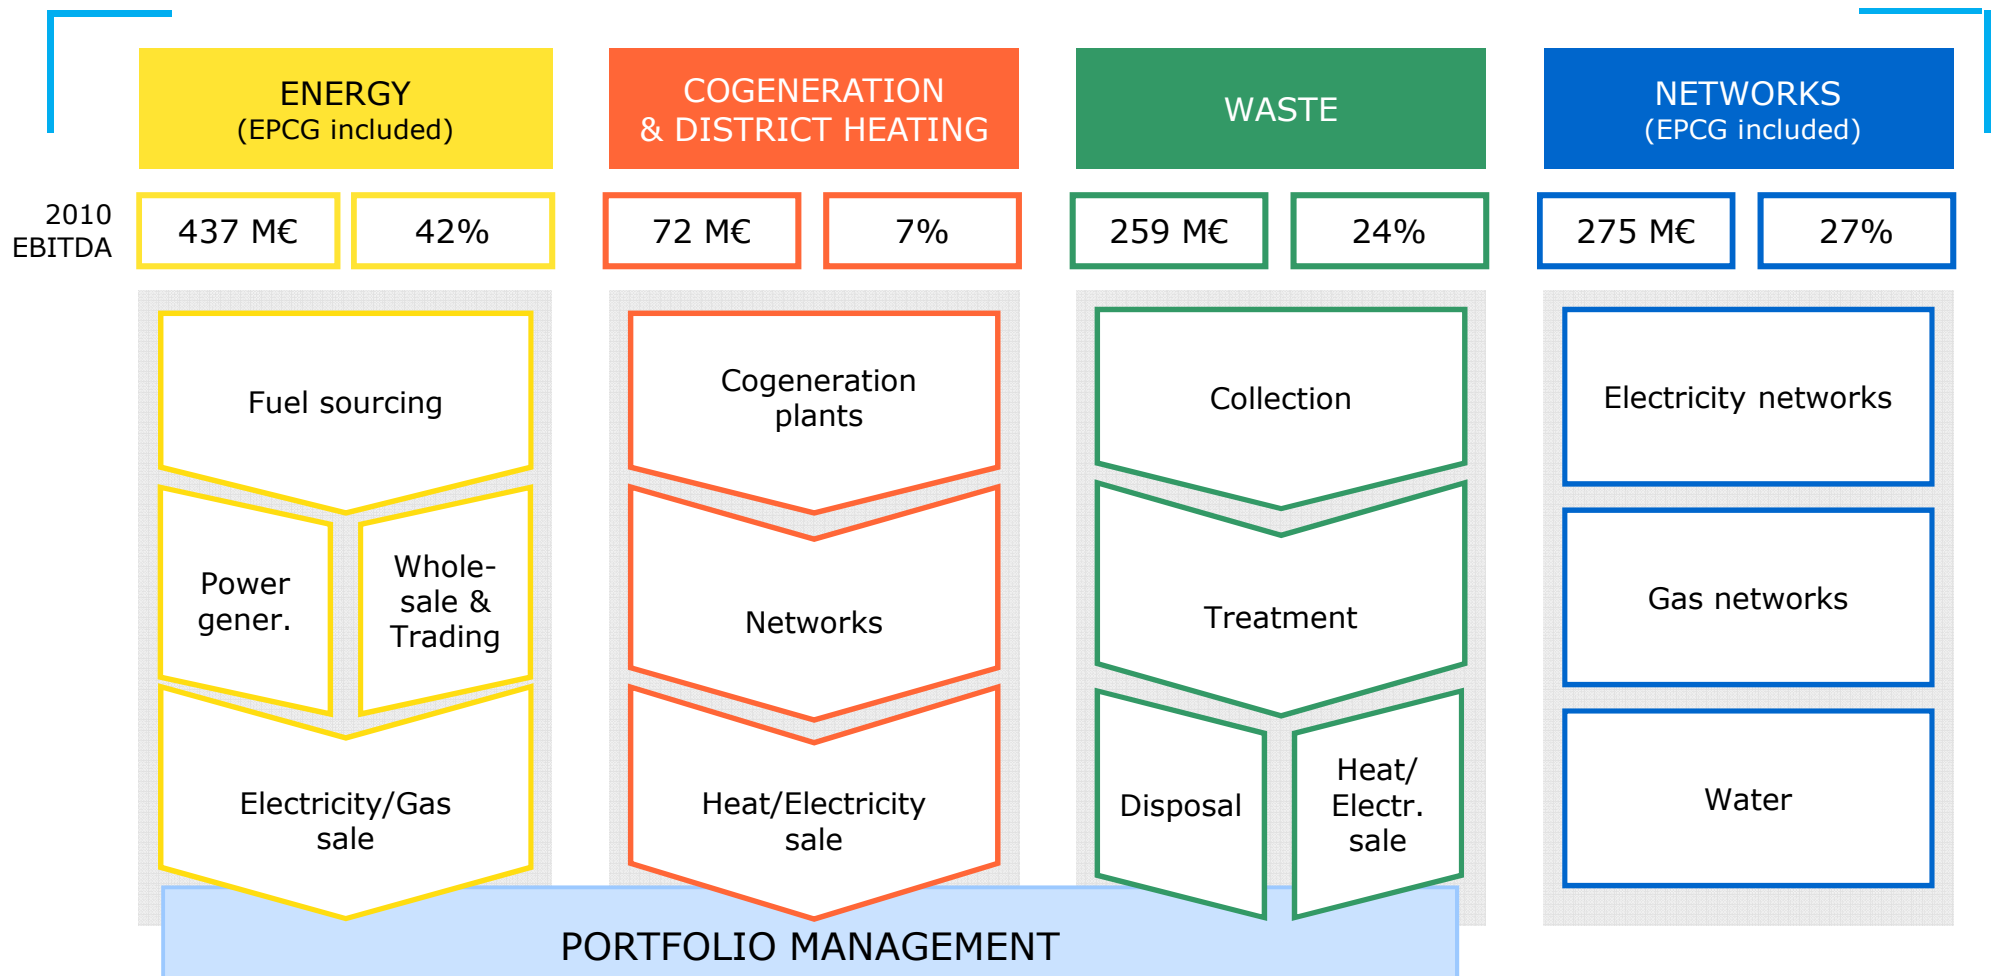 ENERGY
(EPCG included)
COGENERATION
& DISTRICT HEATING
WASTE
NETWORKS
(EPCG included)
2010
EBITDA
437 M€
42%
72 M€
7%
259 M€
24%
275 M€
27%
Fuel sourcing
Power
gener.
Whole-
sale &
Trading
Electricity/Gas
sale
Cogeneration
plants
Networks
Heat/Electricity
sale
Collection
Treatment
Disposal
Heat/
Electr.
sale
Electricity networks
Gas networks
Water
PORTFOLIO MANAGEMENT